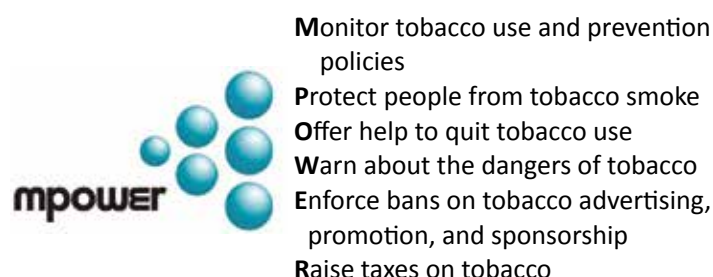 mpower
Monitor tobacco use and prevention
policies
Protect people from tobacco smoke
Offer help to quit tobacco use
Warn about the dangers of tobacco
Enforce bans on tobacco advertising,
promotion, and sponsorship
Raise taxes on tobacco